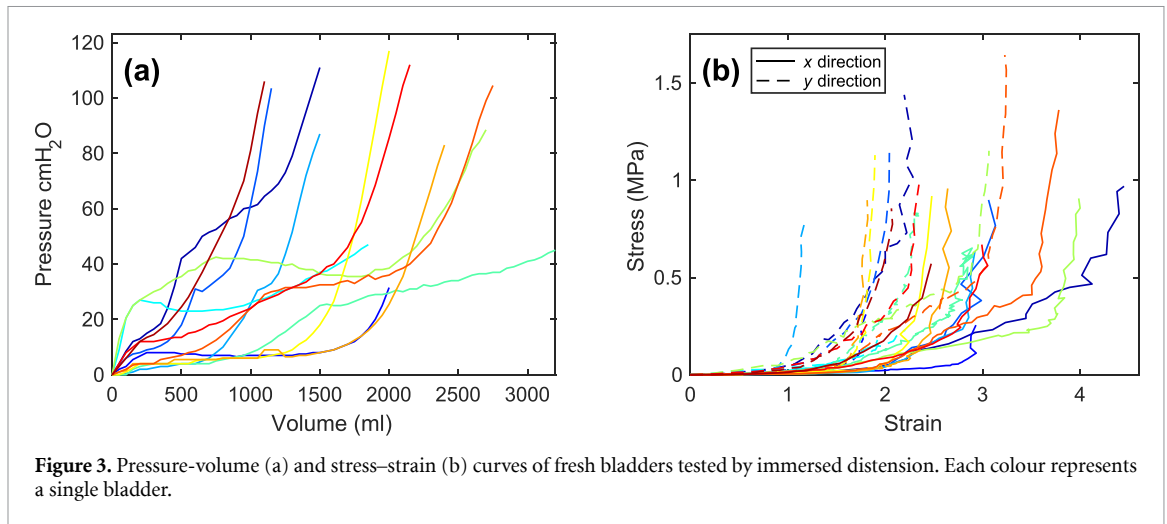 (a)
120
100
80
60
40
20
0
Pressure cmH2O
0 500 1000 1500 2000 2500 3000
Volume (ml)
(b)
x direction
y direction
1.5
1
0.5
0
Stress (MPa)
0 1 2 3 4
Strain
Figure 3. Pressure-volume (a) and stress–strain (b) curves of fresh bladders tested by immersed distension. Each colour represents
a single bladder.